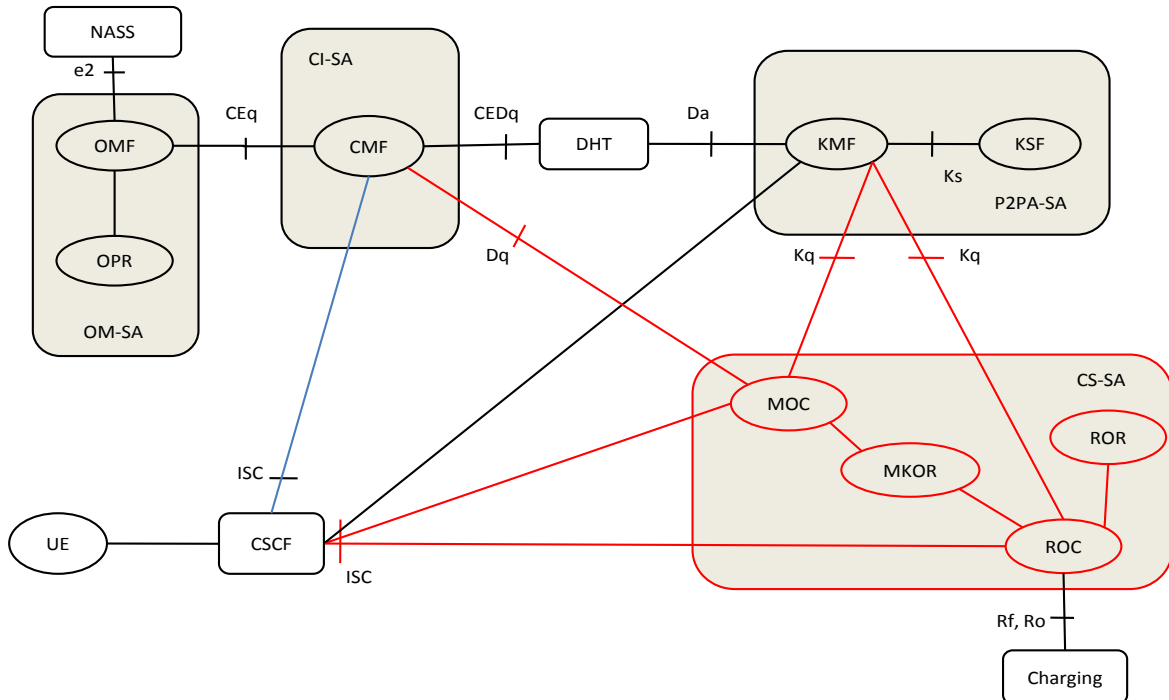 NASS
CI-SA
e2
CEq
CEDq
Da
OMF
CMF
DHT
KMF
KSF
Ks
P2PA-SA
OPR
Dq
Kq
Kq
OM-SA
CS-SA
MOC
ROR
MKOR
ISC
UE
CSCF
ROC
ISC
Rf, Ro
Charging